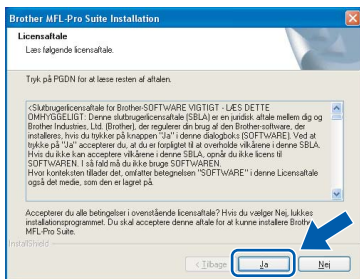 Brother MFL-Pro Suite Installation
Licensaftale
Læs følgende licensaftale.
Tryk på PGDN for at læse resten af aftalen.
<Slutbrugerlicensaftale for Brother-SOFTWARE VIGTIGT - LÆS DETTE
OMHYGGELIGT: Denne slutbrugerlicensaftale (SBLA) er en juridisk aftale mellem dig og
Brother Industries, Ltd. (Brother), der regulerer din brug af den Brother-software, der
installeres, hvis du trykker på knappen "Ja" i denne dialogboks (SOFTWARE). Ved at
trykke på "Ja" accepterer du, at du er forpligtet til at overholde vilkårene i denne SBLA.
Hvis du ikke kan acceptere vilkårene i denne SBLA, opnår du ikke licens til
SOFTWAREN. I så fald må du ikke bruge SOFTWAREN.
Hvor konteksten tillader det, omfatter betegnelsen "SOFTWARE" i denne Licensaftale
også det medie, som den er lagret på.
Accepterer du alle betingelser i ovenstående licensaftale? Hvis du vælger Nej, lukkes
installationsprogrammet. Du skal acceptere denne aftale for at kunne installere Brother
MFL-Pro Suite.
InstallShield
< Tilbage
Ja
Nej